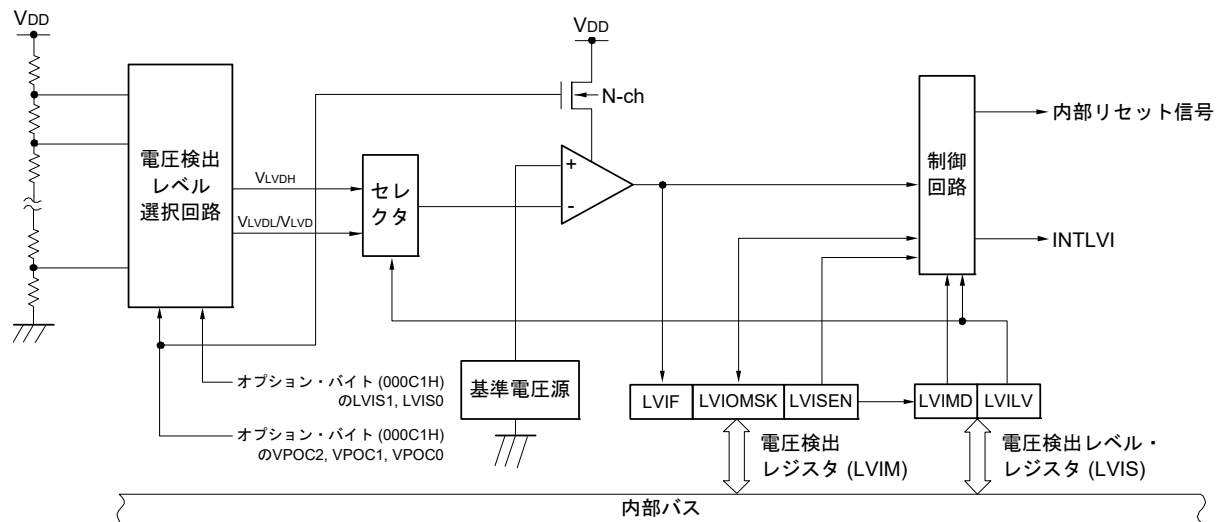 VDD
VDD
N-ch
電圧検出
レベル
選択回路
VLVDH
VLVDL/VLVD
セレ
クタ
+
-
制御
回路
内部リセット信号
INTLVI
オプション・バイト (000C1H)
のLVIS1, LVIS0
オプション・バイト (000C1H)
のVPOC2, VPOC1, VPOC0
基準電圧源
LVIF
LVIOMSK
LVISEN
LVIMD
LVILV
電圧検出
レジスタ (LVIM)
電圧検出レベル・
レジスタ (LVIS)
内部バス